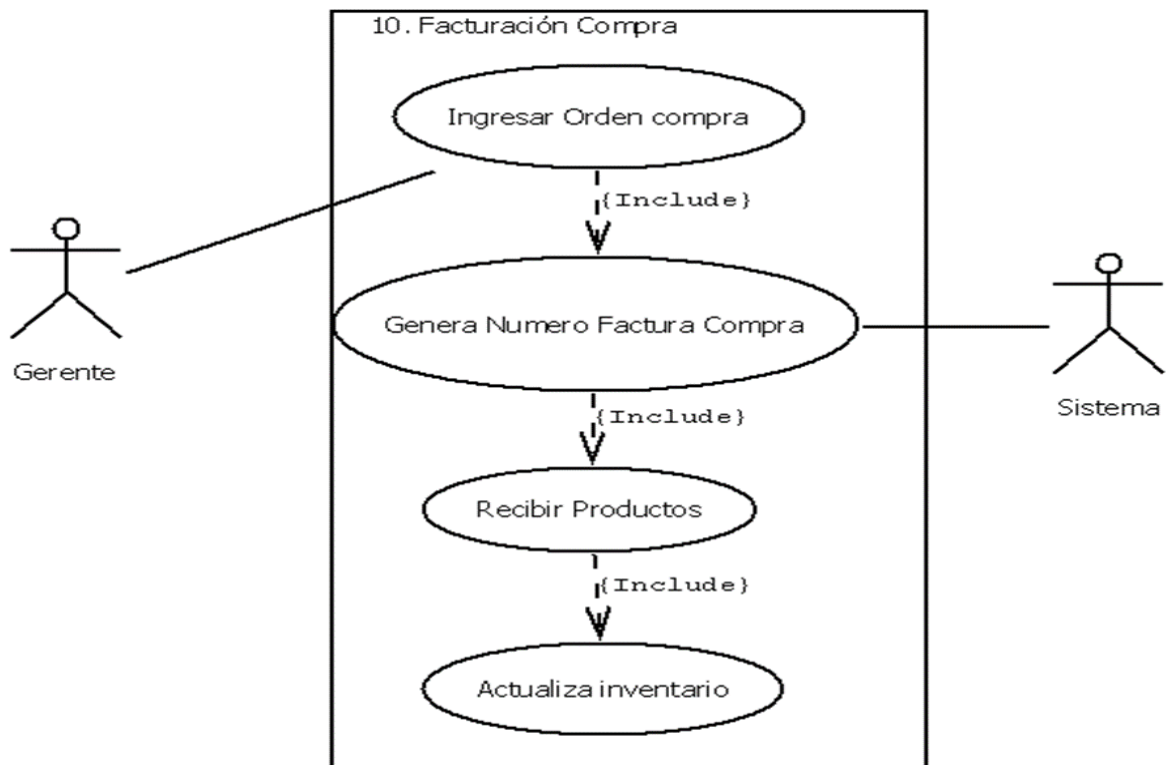 10. Facturación Compra
Ingresar Orden compra
{Include}
Genera Numero Factura Compra
Gerente
Sistema
{Include}
Recibir Productos
{Include}
Actualiza inventario